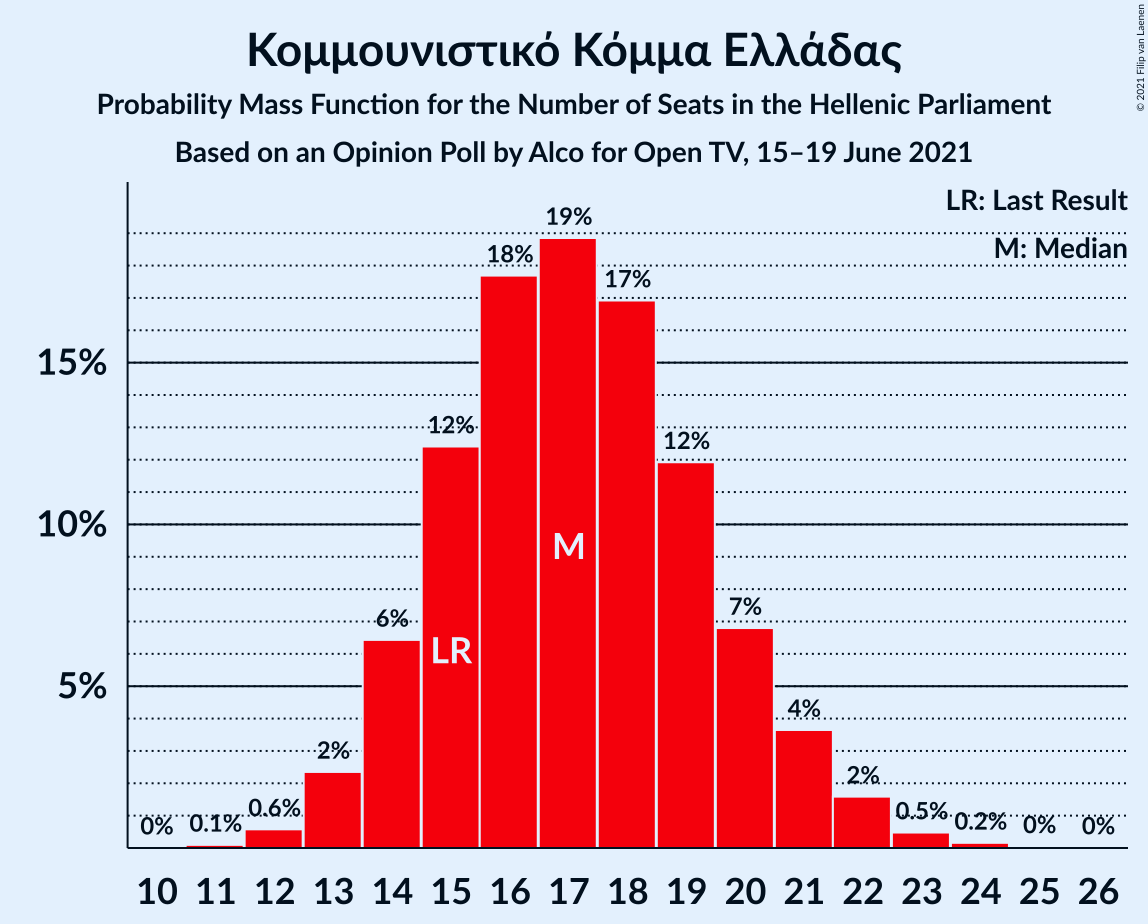 Κομμουνιστικό Κόμμα Ελλάδας
Probability Mass Function for the Number of Seats in the Hellenic Parliament
Based on an Opinion Poll by Alco for Open TV, 15–19 June 2021
© 2021 Filip van Laenen
LR: Last Result
M: Median
15%
10%
5%
0%
0.1%
0.6%
2%
6%
12%
18%
19%
17%
12%
7%
4%
2%
0.5%
0.2%
0%
0%
LR
M
10 11 12 13 14 15 16 17 18 19 20 21 22 23 24 25 26